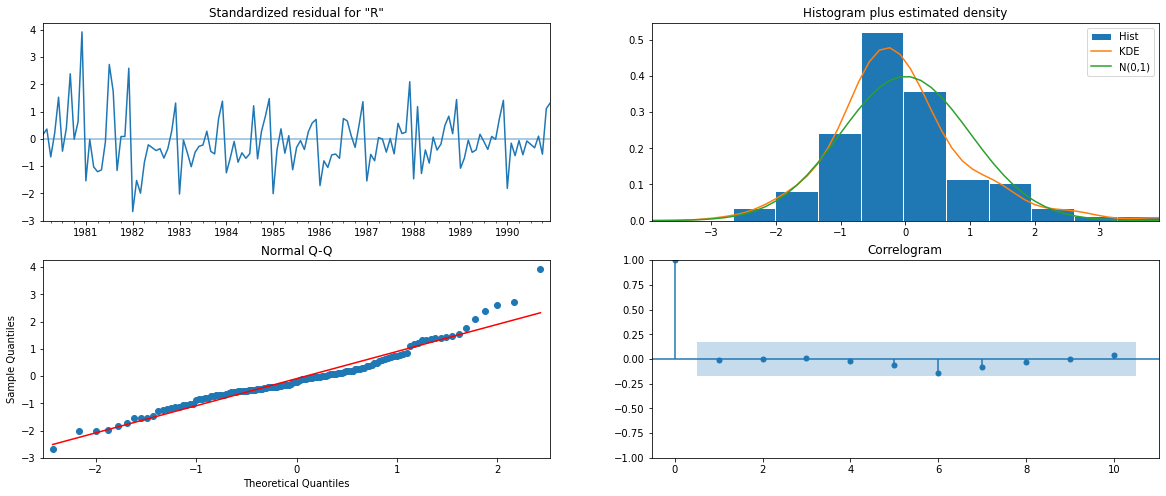 Standardized residual for "R"
4
3
2
1
0
−1
−2
−3
1981 1982 1983 1984 1985 1986 1987 1988 1989 1990
Histogram plus estimated density
Hist
KDE
N(0,1)
0.5
0.4
0.3
0.2
0.1
0.0
−3 −2 −1 0 1 2 3
Normal Q-Q
Sample Quantiles
4
3
2
1
0
−1
−2
−3
−2 −1 0 1 2
Theoretical Quantiles
Correlogram
1.00
0.75
0.50
0.25
0.00
−0.25
−0.50
−0.75
−1.00
0 2 4 6 8 10